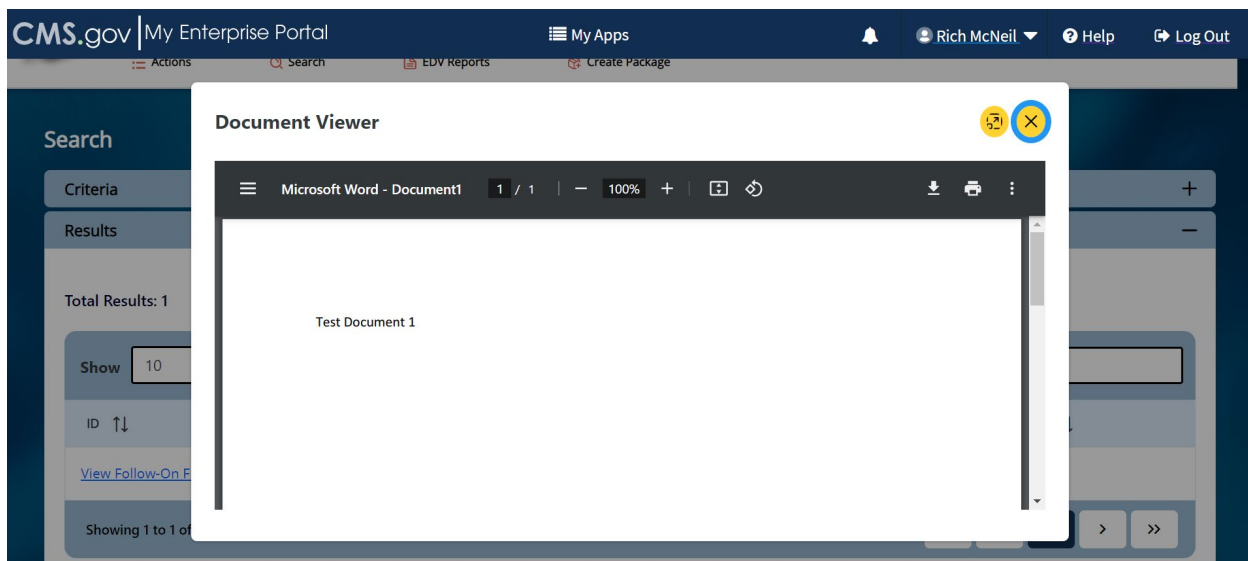 CMS.gov My Enterprise Portal My Apps Rich McNeil Help Log Out
Actions Search EDV Reports Create Package
Document Viewer
Search
Criteria
Microsoft Word - Document1 1 / 1 100%
Results
Total Results: 1
Test Document 1
Show 10
ID
View Follow-On F
Showing 1 to 1 of